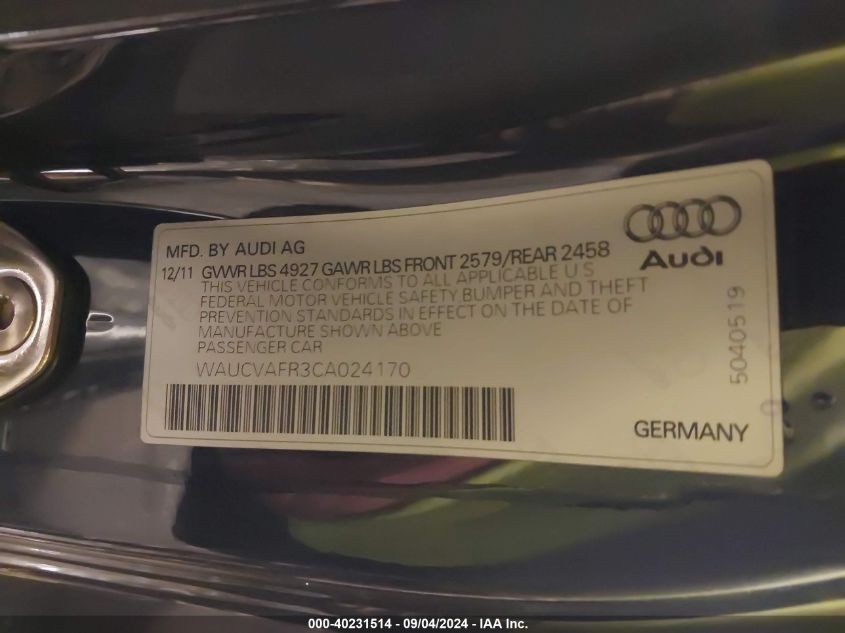 MFD. BY AUDI AG
12/11 GVWR LBS 4927 GAWR LBS FRONT 2579/REAR 2458
THIS VEHICLE CONFORMS TO ALL APPLICABLE U S
FEDERAL MOTOR VEHICLE SAFETY BUMPER AND THEFT
PREVENTION STANDARDS IN EFFECT ON THE DATE OF
MANUFACTURE SHOWN ABOVE
PASSENGER CAR
WAUCVAFR3CA024170
Audi
5040519
GERMANY
000-40231514 - 09/04/2024 - IAA Inc.